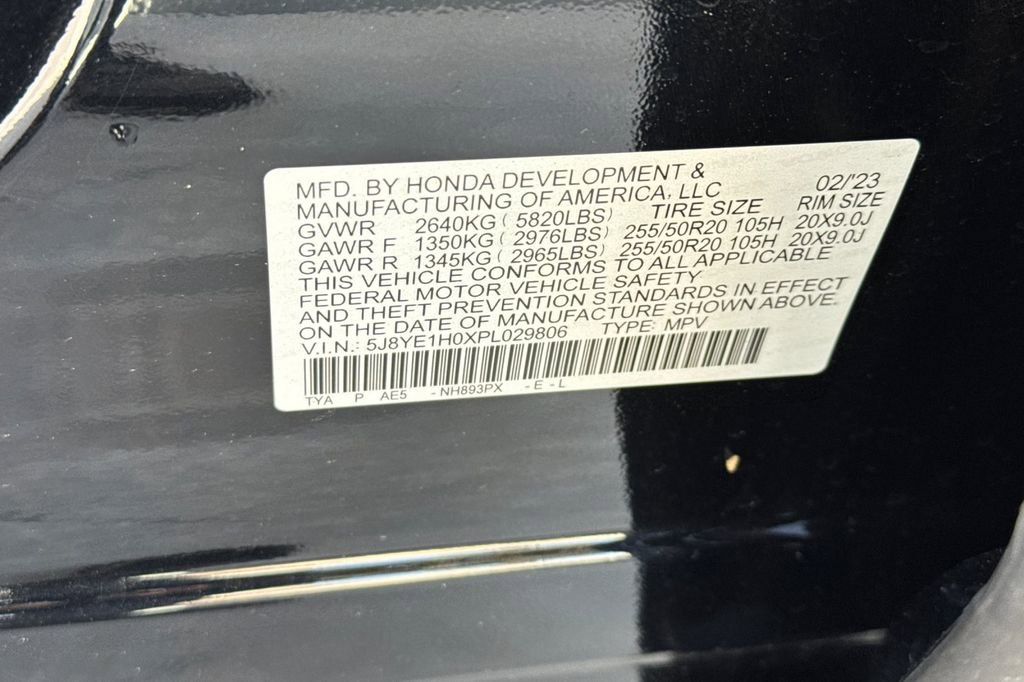 MFD. BY HONDA DEVELOPMENT &
MANUFACTURING OF AMERICA, LLC 02/'23
GVWR 2640KG ( 5820LBS) TIRE SIZE RIM SIZE
GAWR F 1350KG ( 2976LBS) 255/50R20 105H 20X9.0J
GAWR R 1345KG ( 2965LBS) 255/50R20 105H 20X9.0J
THIS VEHICLE CONFORMS TO ALL APPLICABLE
FEDERAL MOTOR VEHICLE SAFETY
AND THEFT PREVENTION STANDARDS IN EFFECT
ON THE DATE OF MANUFACTURE SHOWN ABOVE.
V.I.N.: 5J8YE1H0XPL029806 TYPE: MPV
TYA P AE5 - NH893PX - E - L